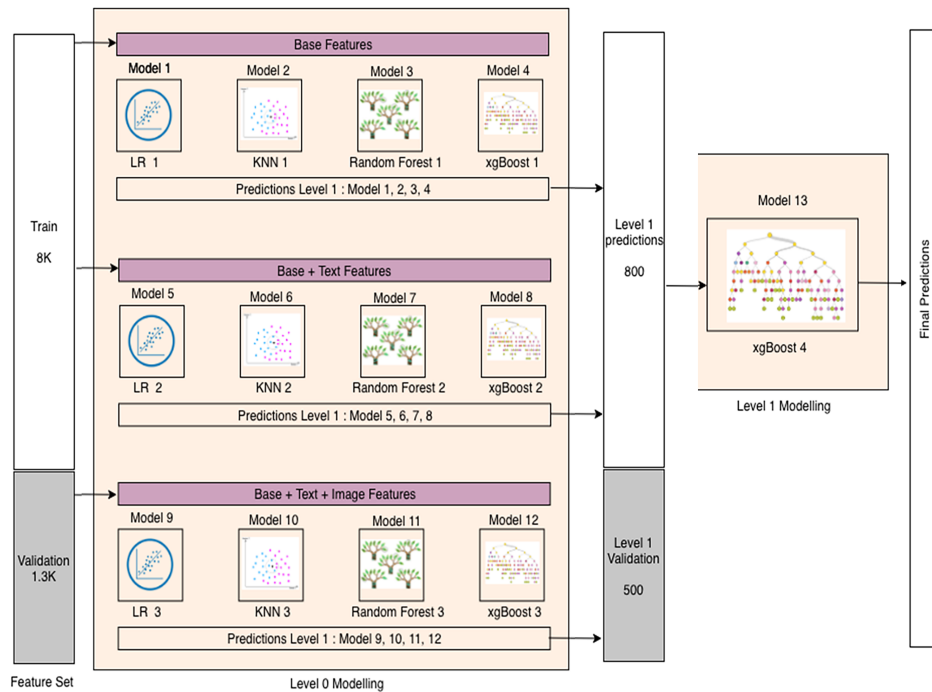 Train
8K
Validation
1.3K
Feature Set
Base Features
Model 1
Model 2
Model 3
Model 4
LR 1
KNN 1
Random Forest 1
xgBoost 1
Predictions Level 1 : Model 1, 2, 3, 4
Base + Text Features
Model 5
Model 6
Model 7
Model 8
LR 2
KNN 2
Random Forest 2
xgBoost 2
Predictions Level 1 : Model 5, 6, 7, 8
Base + Text + Image Features
Model 9
Model 10
Model 11
Model 12
LR 3
KNN 3
Random Forest 3
xgBoost 3
Predictions Level 1 : Model 9, 10, 11, 12
Level 0 Modelling
Level 1
predictions
800
Level 1
Validation
500
Model 13
xgBoost 4
Level 1 Modelling
Final Predictions